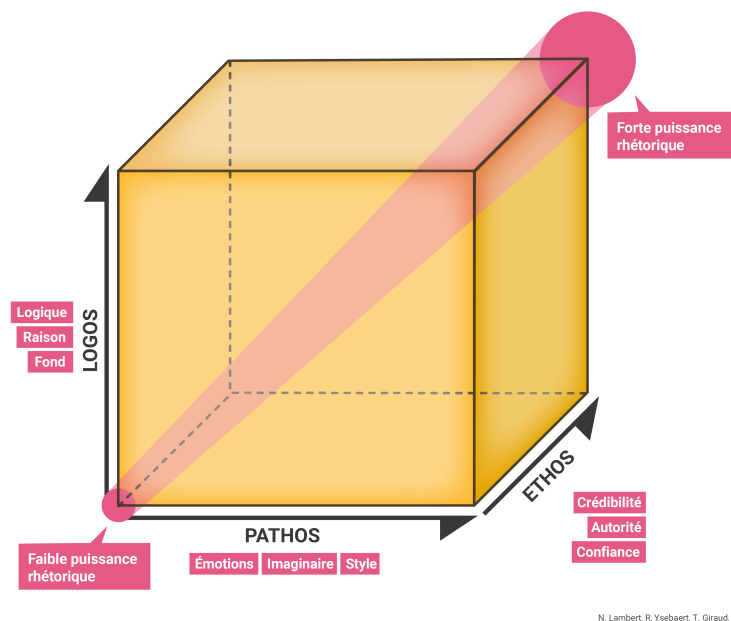 Forte puissance
rhétorique
LOGOS
Logique
Raison
Fond
ETHOS
Crédibilité
Autorité
Confiance
PATHOS
Émotions Imaginaire Style
Faible puissance
rhétorique
N. Lambert. R. Ysebaert. T. Giraud.